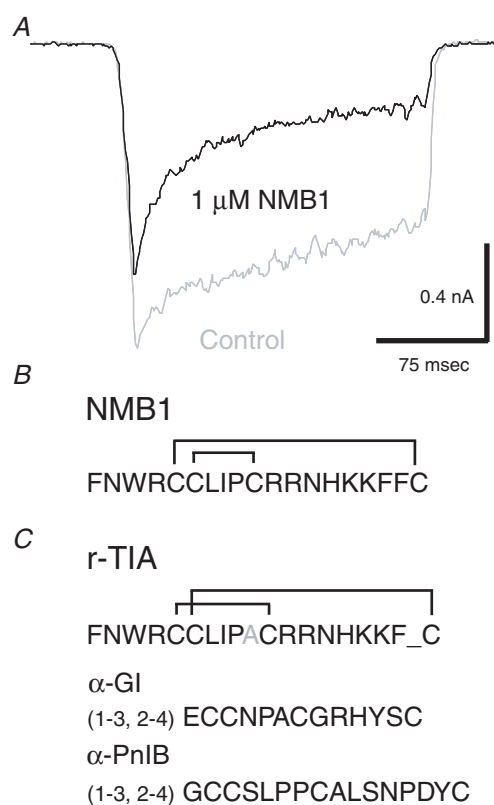 A
1 μM NMB1
0.4 nA
Control
75 msec
B
NMB1
FNWRCCLIPCRRNHKKFFC
C
r-TIA
FNWRCCLIPACRRNHKKF_C
α-GI
(1-3, 2-4) ECCNPACGRHYSC
α-PnIB
(1-3, 2-4) GCCSLPPCALSNPDYC